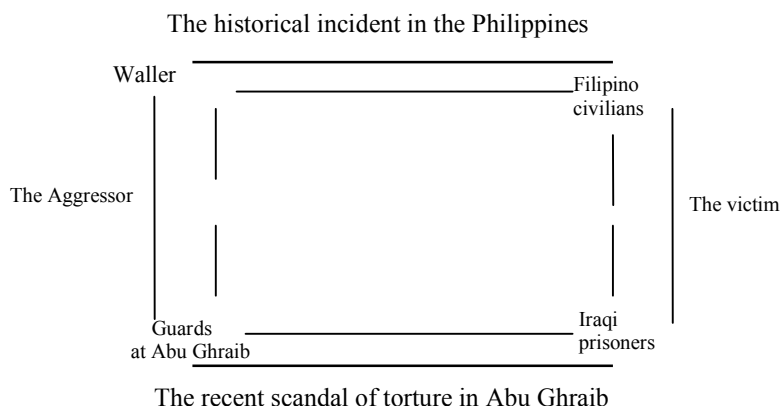 The historical incident in the Philippines
Waller
Filipino
civilians
The Aggressor
The victim
Guards
at Abu Ghraib
Iraqi
prisoners
The recent scandal of torture in Abu Ghraib